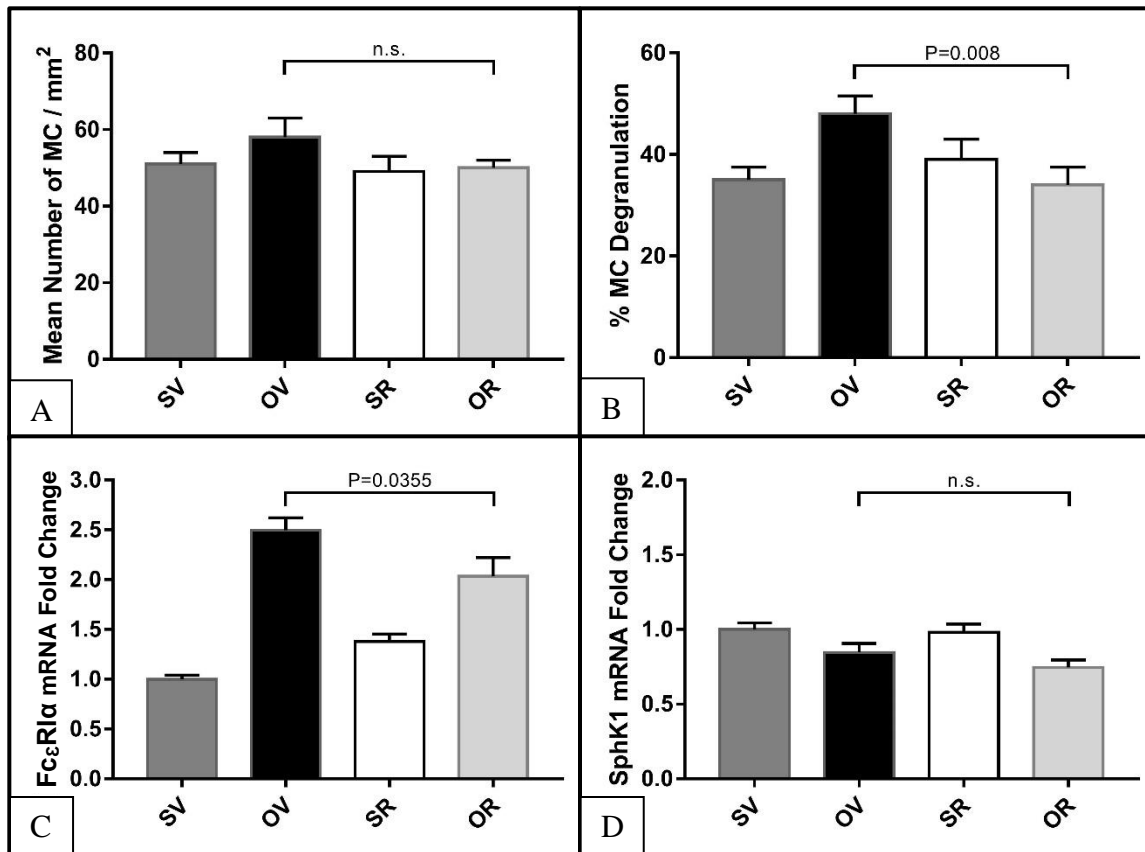 Mean Number of MC / mm²
80
60
40
20
0
n.s.
SV OV SR OR
A
% MC Degranulation
60
40
20
0
P=0.008
SV OV SR OR
B
FcεRIα mRNA Fold Change
3.0
2.5
2.0
1.5
1.0
0.5
0.0
P=0.0355
SV OV SR OR
C
SphK1 mRNA Fold Change
2.0
1.5
1.0
0.5
0.0
n.s.
SV OV SR OR
D